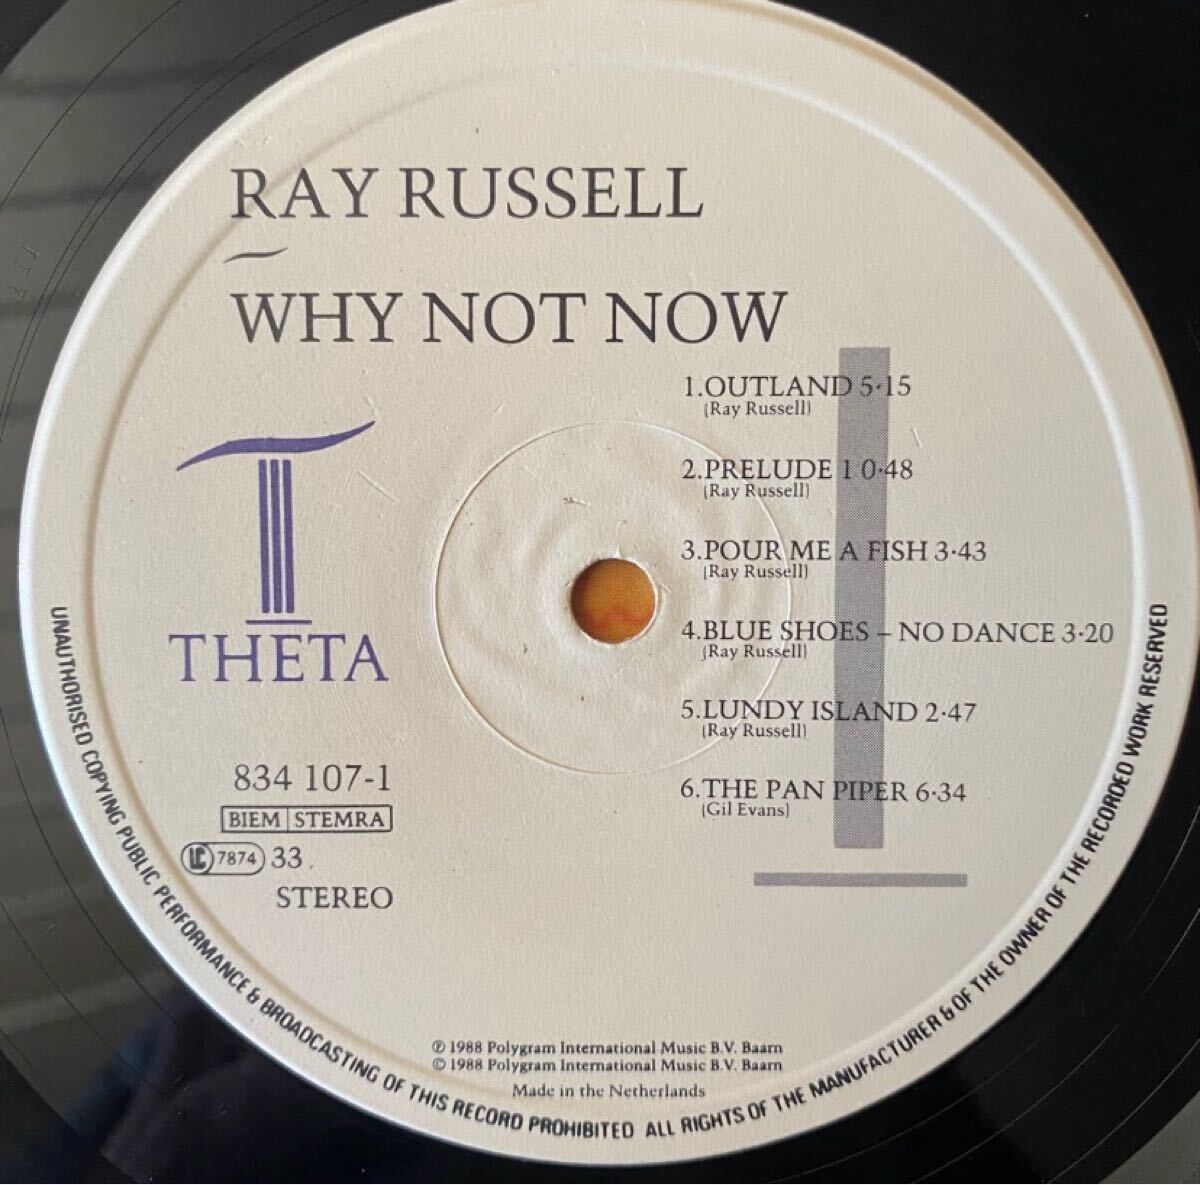 RAY RUSSELL
WHY NOT NOW
1.OUTLAND 5·15
(Ray Russell)
2.PRELUDE 1 0·48
(Ray Russell)
3.POUR ME A FISH 3·43
(Ray Russell)
4.BLUE SHOES – NO DANCE 3·20
(Ray Russell)
5.LUNDY ISLAND 2·47
(Ray Russell)
6.THE PAN PIPER 6·34
(Gil Evans)
1
T
THETA
834 107-1
BIEM STEMRA
LC 7874 33.
STEREO
℗ 1988 Polygram International Music B.V. Baarn
© 1988 Polygram International Music B.V. Baarn
Made in the Netherlands
UNAUTHORISED COPYING PUBLIC PERFORMANCE & BROADCASTING OF THIS RECORD PROHIBITED ALL RIGHTS OF THE MANUFACTURER & OF THE OWNER OF THE RECORDED WORK RESERVED